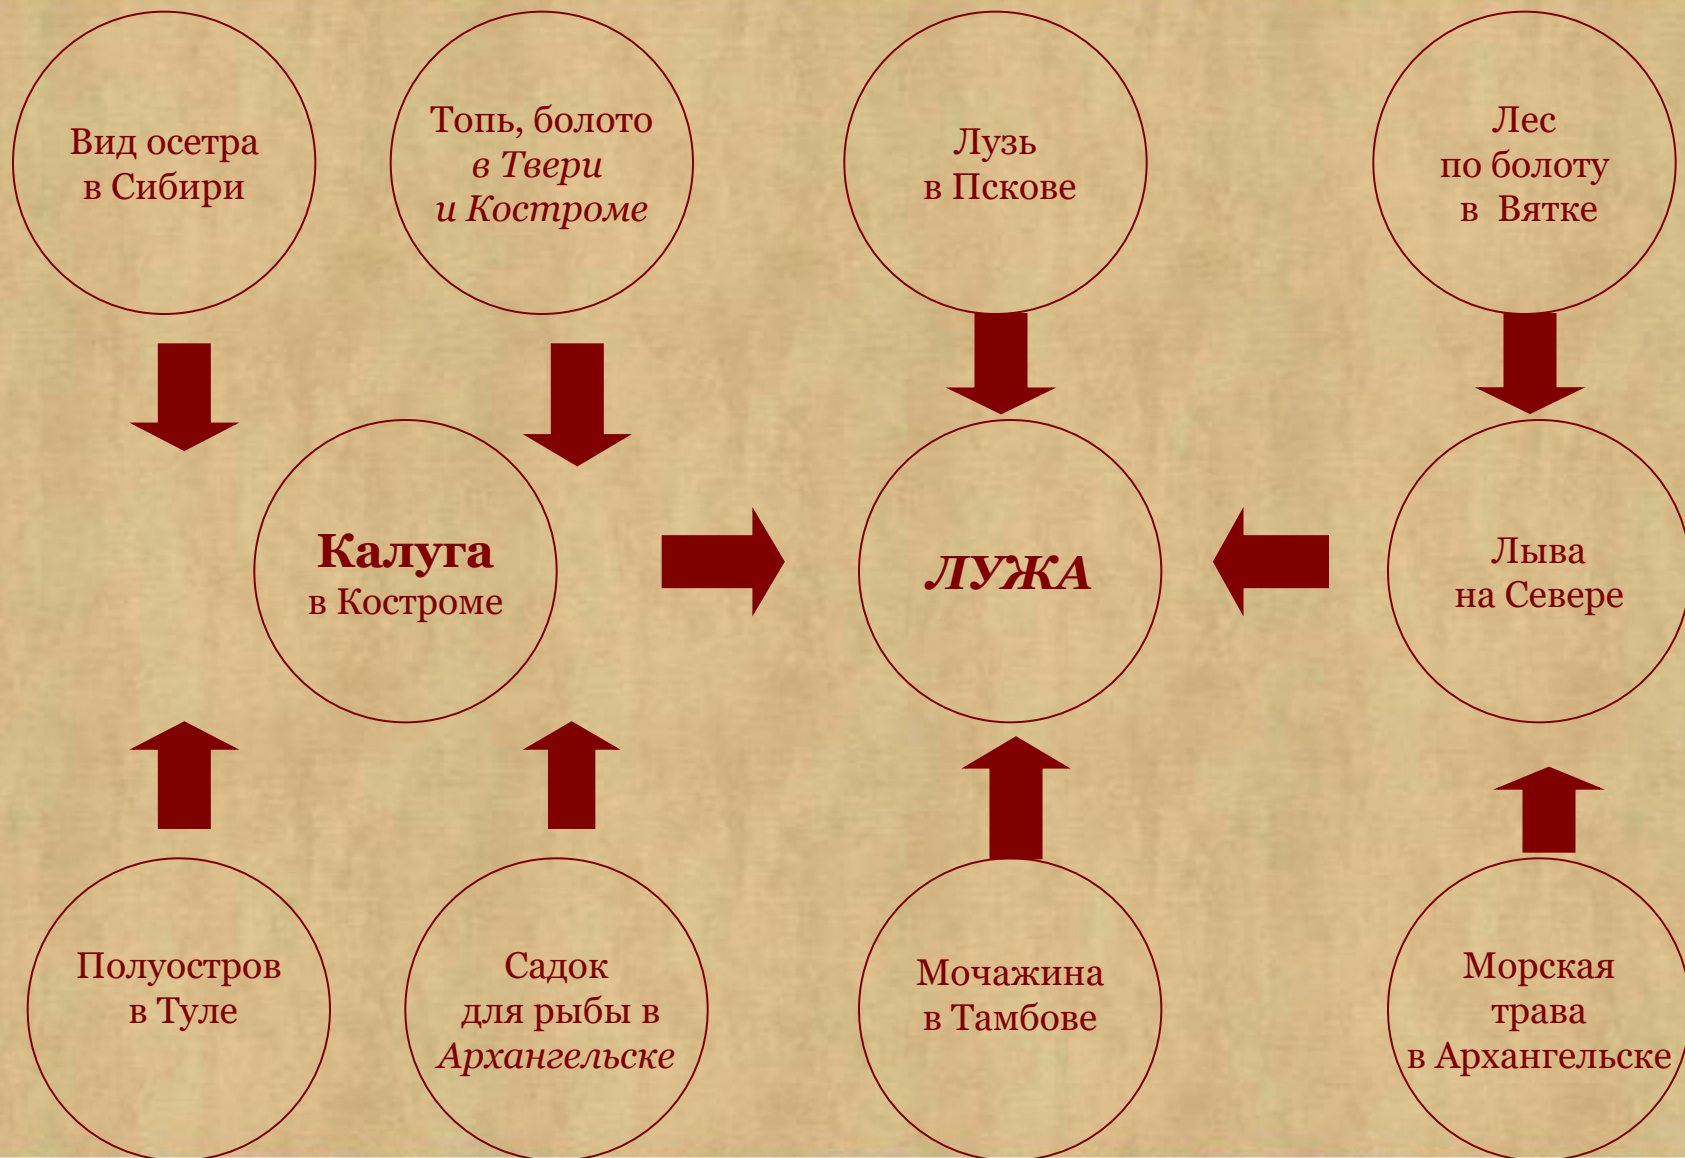 Вид осетра
в Сибири
Топь, болото
в Твери
и Костроме
Лузь
в Пскове
Лес
по болоту
в Вятке
Калуга
в Костроме
ЛУЖА
Лыва
на Севере
Полуостров
в Туле
Садок
для рыбы в
Архангельске
Мочажина
в Тамбове
Морская
трава
в Архангельске